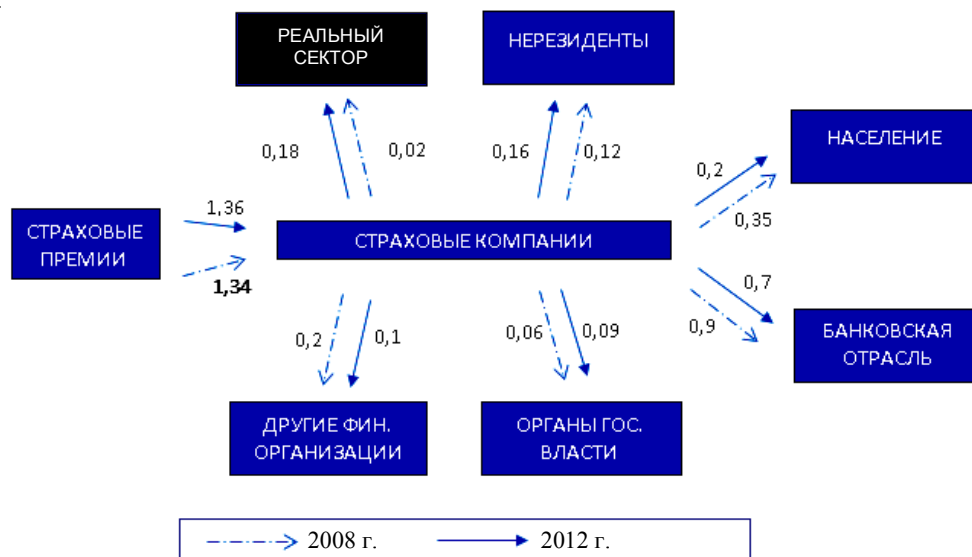 РЕАЛЬНЫЙ
СЕКТОР
НЕРЕЗИДЕНТЫ
НАСЕЛЕНИЕ
0,18
0,02
0,16
0,12
0,2
0,35
1,36
СТРАХОВЫЕ
ПРЕМИИ
СТРАХОВЫЕ КОМПАНИИ
1,34
0,7
0,9
0,2
0,1
0,06
0,09
БАНКОВСКАЯ
ОТРАСЛЬ
ДРУГИЕ ФИН.
ОРГАНИЗАЦИИ
ОРГАНЫ ГОС.
ВЛАСТИ
2008 г.
2012 г.